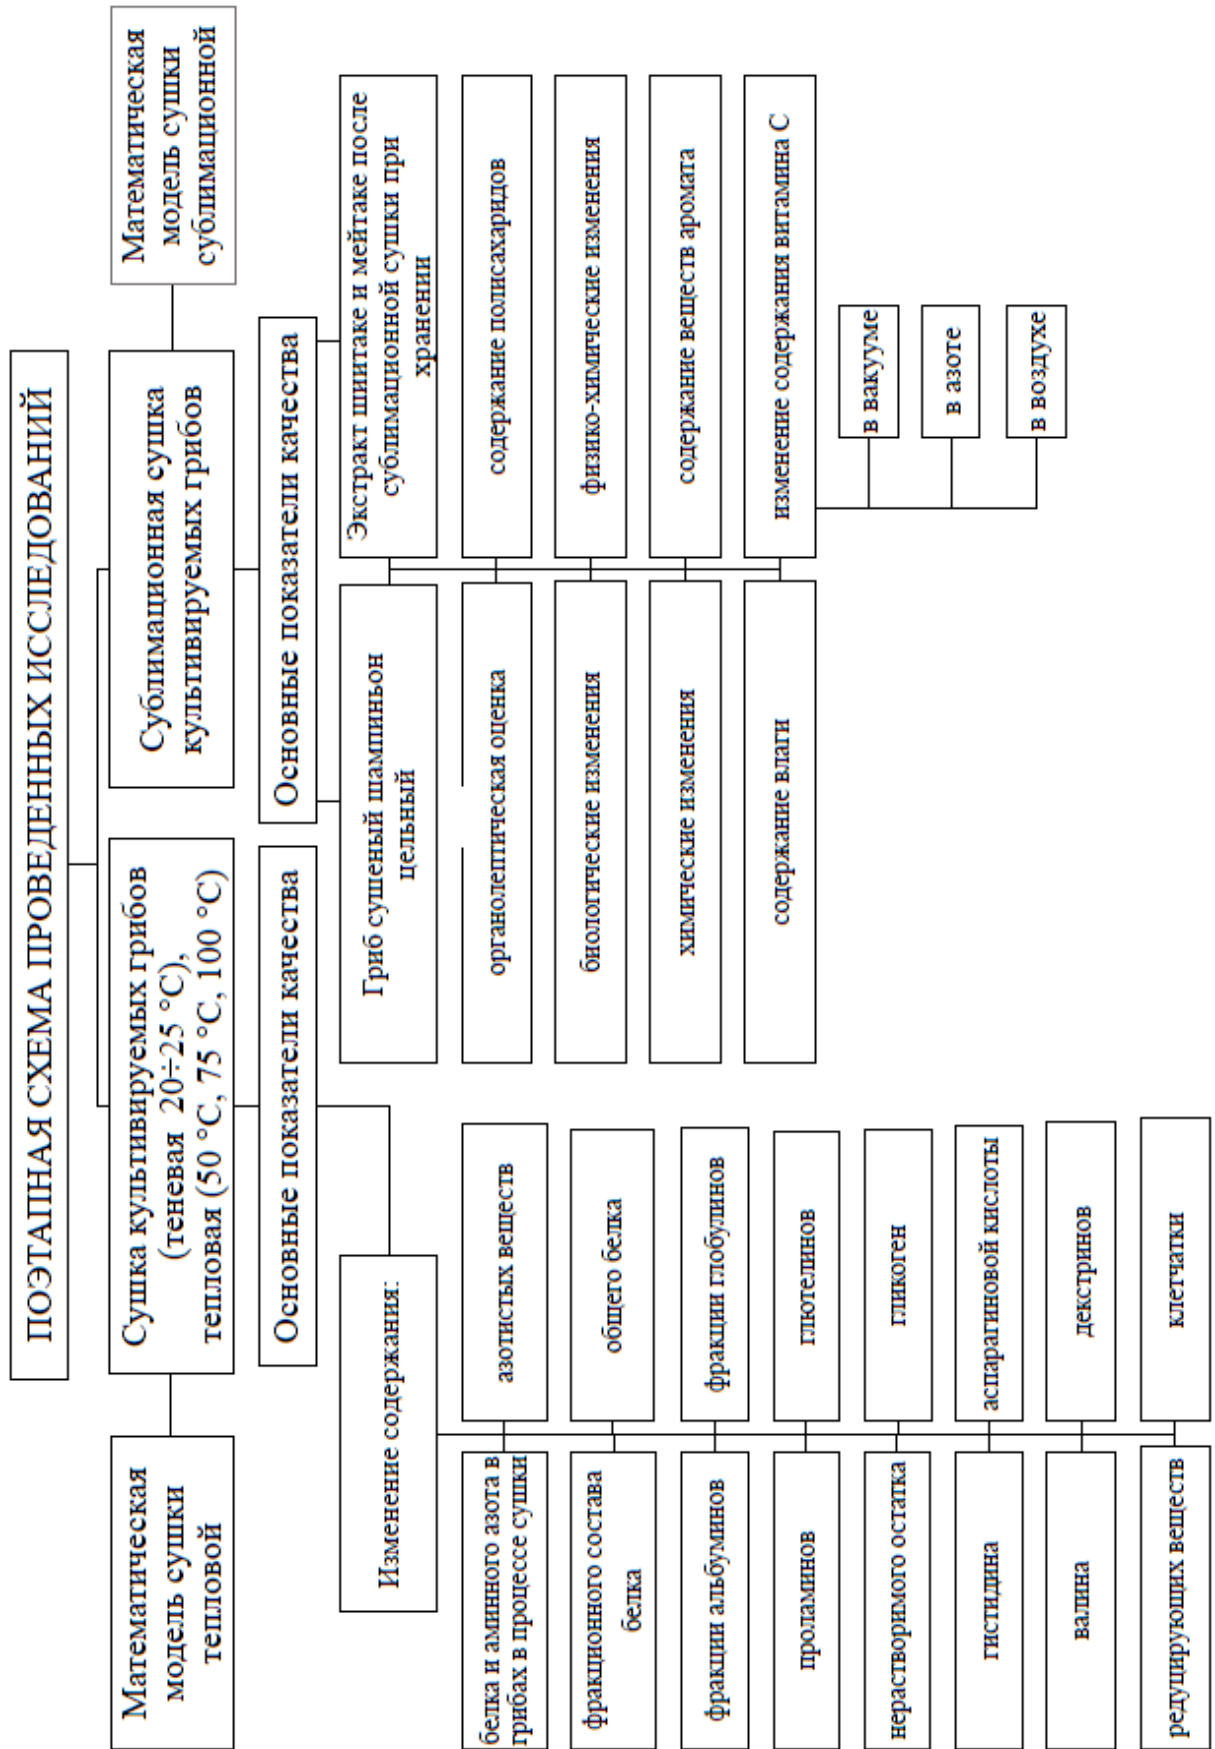 ПОЭТАПНАЯ СХЕМА ПРОВЕДЕННЫХ ИССЛЕДОВАНИЙ
Математическая
модель сушки
тепловой
Сушка культивируемых грибов
(теневая 20÷25 °С),
тепловая (50 °С, 75 °С, 100 °С)
Сублимационная сушка
культивируемых грибов
Математическая
модель сушки
сублимационной
Основные показатели качества
Основные показатели качества
Изменение содержания:
белка и аминного азота в
грибах в процессе сушки
азотистых веществ
фракционного состава
белка
общего белка
фракции альбуминов
фракции глобулинов
проламинов
глютелинов
нерастворимого остатка
гликоген
гистидина
аспарагиновой кислоты
валина
декстринов
редуцирующих веществ
клетчатки
Гриб сушеный шампиньон
цельный
Экстракт шиитаке и мейтаке после
сублимационной сушки при
хранении
органолептическая оценка
содержание полисахаридов
биологические изменения
физико-химические изменения
химические изменения
содержание веществ аромата
содержание влаги
изменение содержания витамина С
в вакууме
в азоте
в воздухе